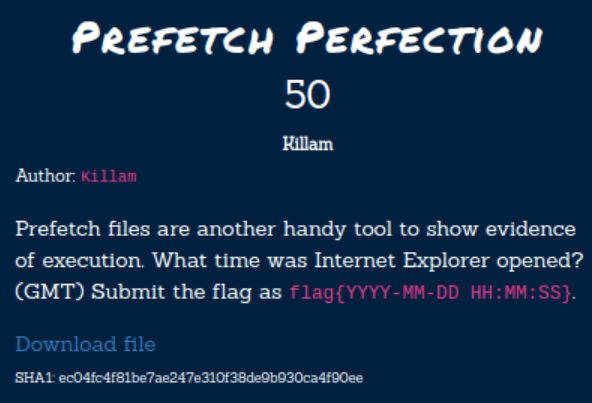 Prefetch Perfection
50
Killam
Author: Killam
Prefetch files are another handy tool to show evidence
of execution. What time was Internet Explorer opened?
(GMT) Submit the flag as flag{YYYY-MM-DD HH:MM:SS}.
Download file
SHA1: ec04fc4f81be7ae247e310f38de9b930ca4f90ee